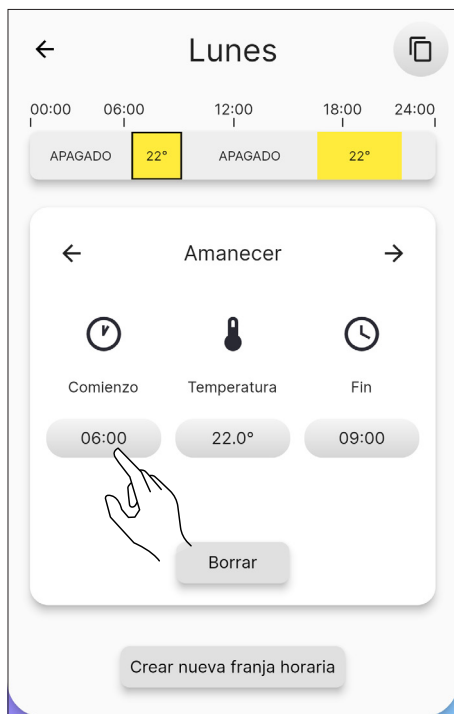 Lunes
00:00 06:00 12:00 18:00 24:00
APAGADO 22° APAGADO 22°
Amanecer
Comienzo Temperatura Fin
06:00 22.0° 09:00
Borrar
Crear nueva franja horaria